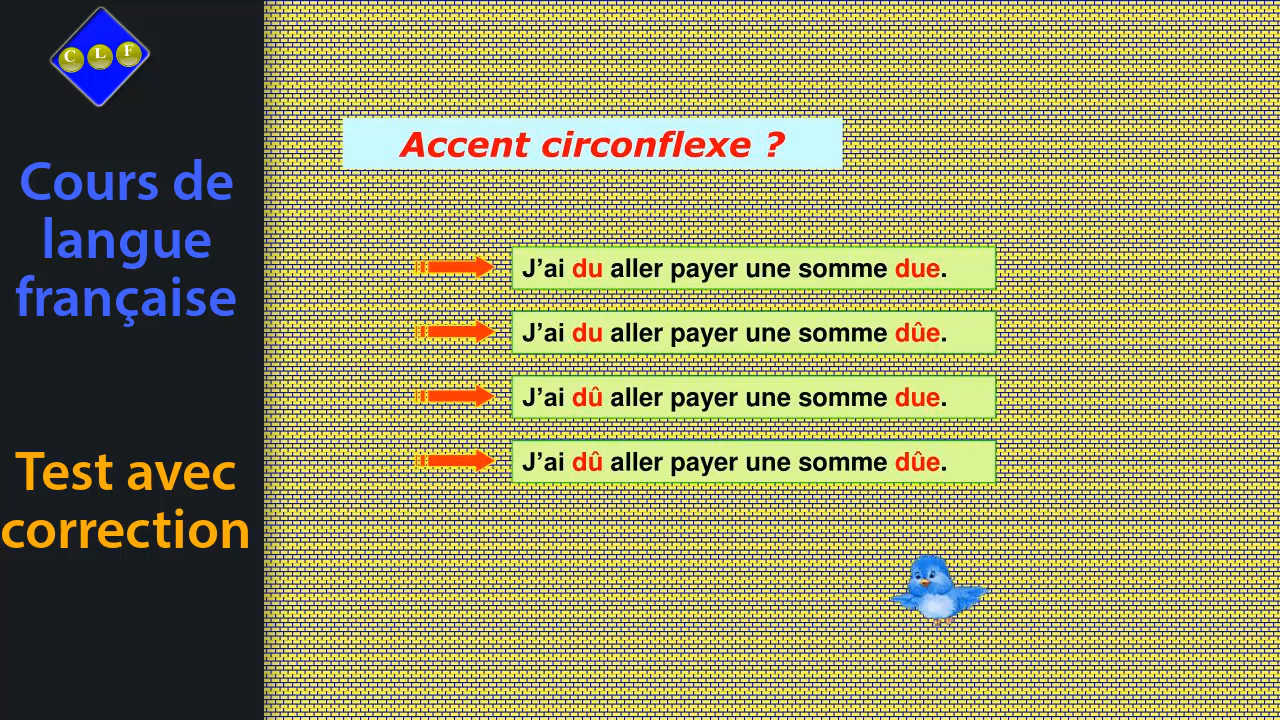 C L F
Cours de
langue
française
Test avec
correction
Accent circonflexe ?
J’ai du aller payer une somme due.
J’ai du aller payer une somme dûe.
J’ai dû aller payer une somme due.
J’ai dû aller payer une somme dûe.